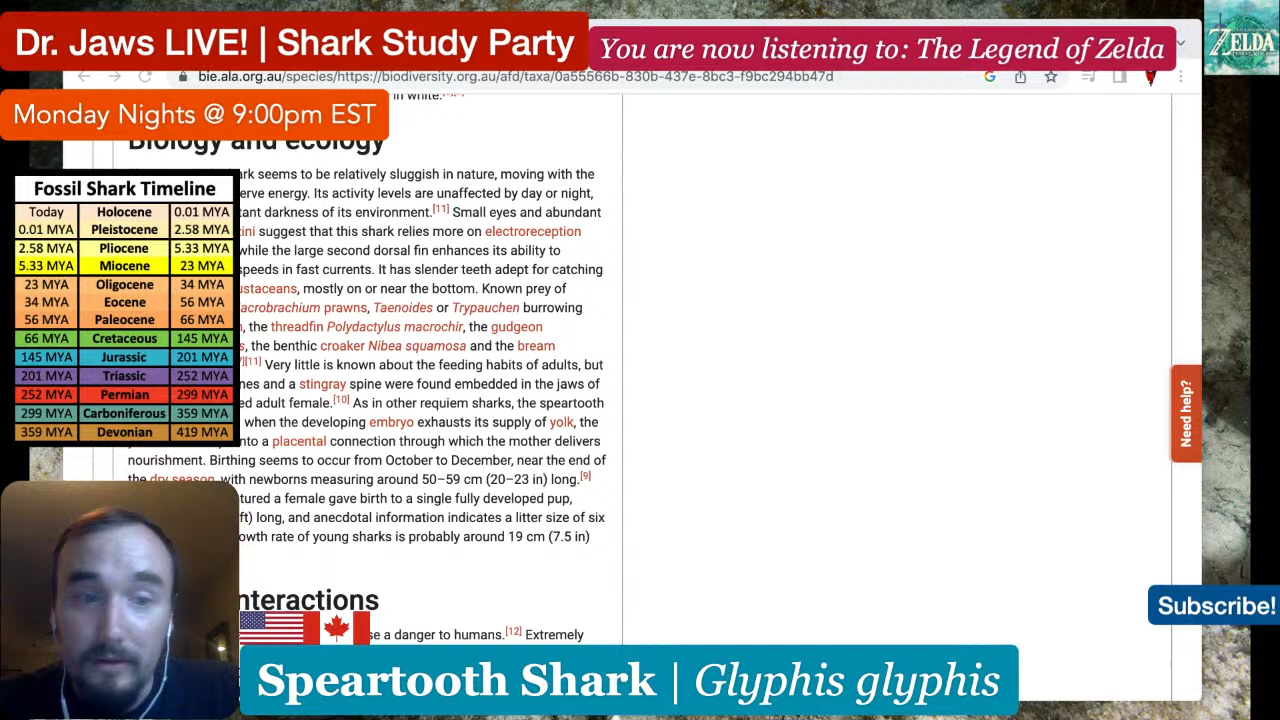 Dr. Jaws LIVE! | Shark Study Party
You are now listening to: The Legend of Zelda
ZELDA
bie.ala.org.au/species/https://biodiversity.org.au/afd/taxa/0a55566b-830b-437e-8bc3-f9bc294bb47d
Monday Nights @ 9:00pm EST
in white.
Biology and ecology
Fossil Shark Timeline
Today Holocene 0.01 MYA
0.01 MYA Pleistocene 2.58 MYA
2.58 MYA Pliocene 5.33 MYA
5.33 MYA Miocene 23 MYA
23 MYA Oligocene 34 MYA
34 MYA Eocene 56 MYA
56 MYA Paleocene 66 MYA
66 MYA Cretaceous 145 MYA
145 MYA Jurassic 201 MYA
201 MYA Triassic 252 MYA
252 MYA Permian 299 MYA
299 MYA Carboniferous 359 MYA
359 MYA Devonian 419 MYA
ark seems to be relatively sluggish in nature, moving with the
erve energy. Its activity levels are unaffected by day or night,
tant darkness of its environment.[11] Small eyes and abundant
ini suggest that this shark relies more on electroreception
while the large second dorsal fin enhances its ability to
speeds in fast currents. It has slender teeth adept for catching
ustaceans, mostly on or near the bottom. Known prey of
acrobrachium prawns, Taenoides or Trypauchen burrowing
, the threadfin Polydactylus macrochir, the gudgeon
s, the benthic croaker Nibea squamosa and the bream
][11] Very little is known about the feeding habits of adults, but
nes and a stingray spine were found embedded in the jaws of
ed adult female.[10] As in other requiem sharks, the speartooth
when the developing embryo exhausts its supply of yolk, the
nto a placental connection through which the mother delivers
nourishment. Birthing seems to occur from October to December, near the end of
the dry season, with newborns measuring around 50–59 cm (20–23 in) long.[9]
tured a female gave birth to a single fully developed pup,
ft) long, and anecdotal information indicates a litter size of six
owth rate of young sharks is probably around 19 cm (7.5 in)
nteractions
se a danger to humans.[12] Extremely
Need help?
Subscribe!
Speartooth Shark | Glyphis glyphis